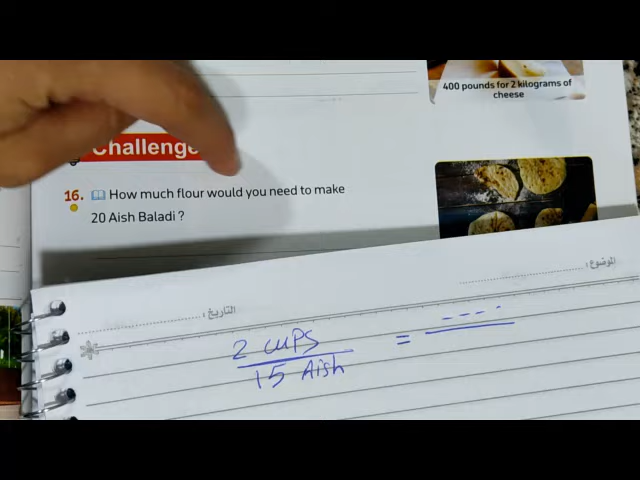 400 pounds for 2 kilograms of
cheese
Challenge
16. How much flour would you need to make
20 Aish Baladi ?
الموضوع :
التاريخ :
2 cups
15 Aish
=